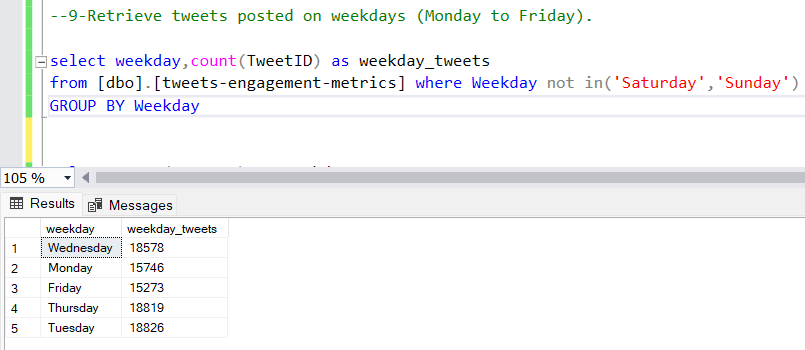 --9-Retrieve tweets posted on weekdays (Monday to Friday).
select weekday,count(TweetID) as weekday_tweets
from [dbo].[tweets-engagement-metrics] where Weekday not in('Saturday','Sunday')
GROUP BY Weekday
105 %
Results Messages
weekday weekday_tweets
1 Wednesday 18578
2 Monday 15746
3 Friday 15273
4 Thursday 18819
5 Tuesday 18826